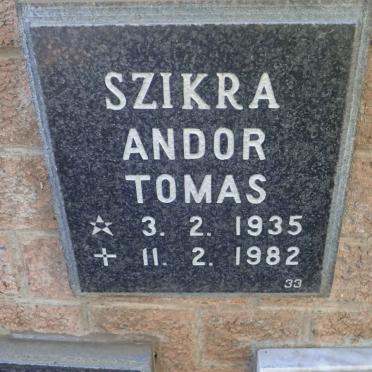 SZIKRA
ANDOR
TOMAS
☆ 3. 2. 1935
✢ 11. 2. 1982
33